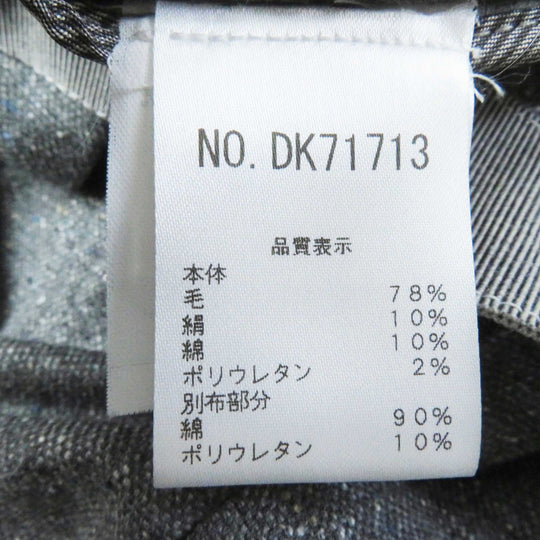 NO. DK71713
品質表示
本体
毛 78%
絹 10%
綿 10%
ポリウレタン 2%
別布部分
綿 90%
ポリウレタン 10%